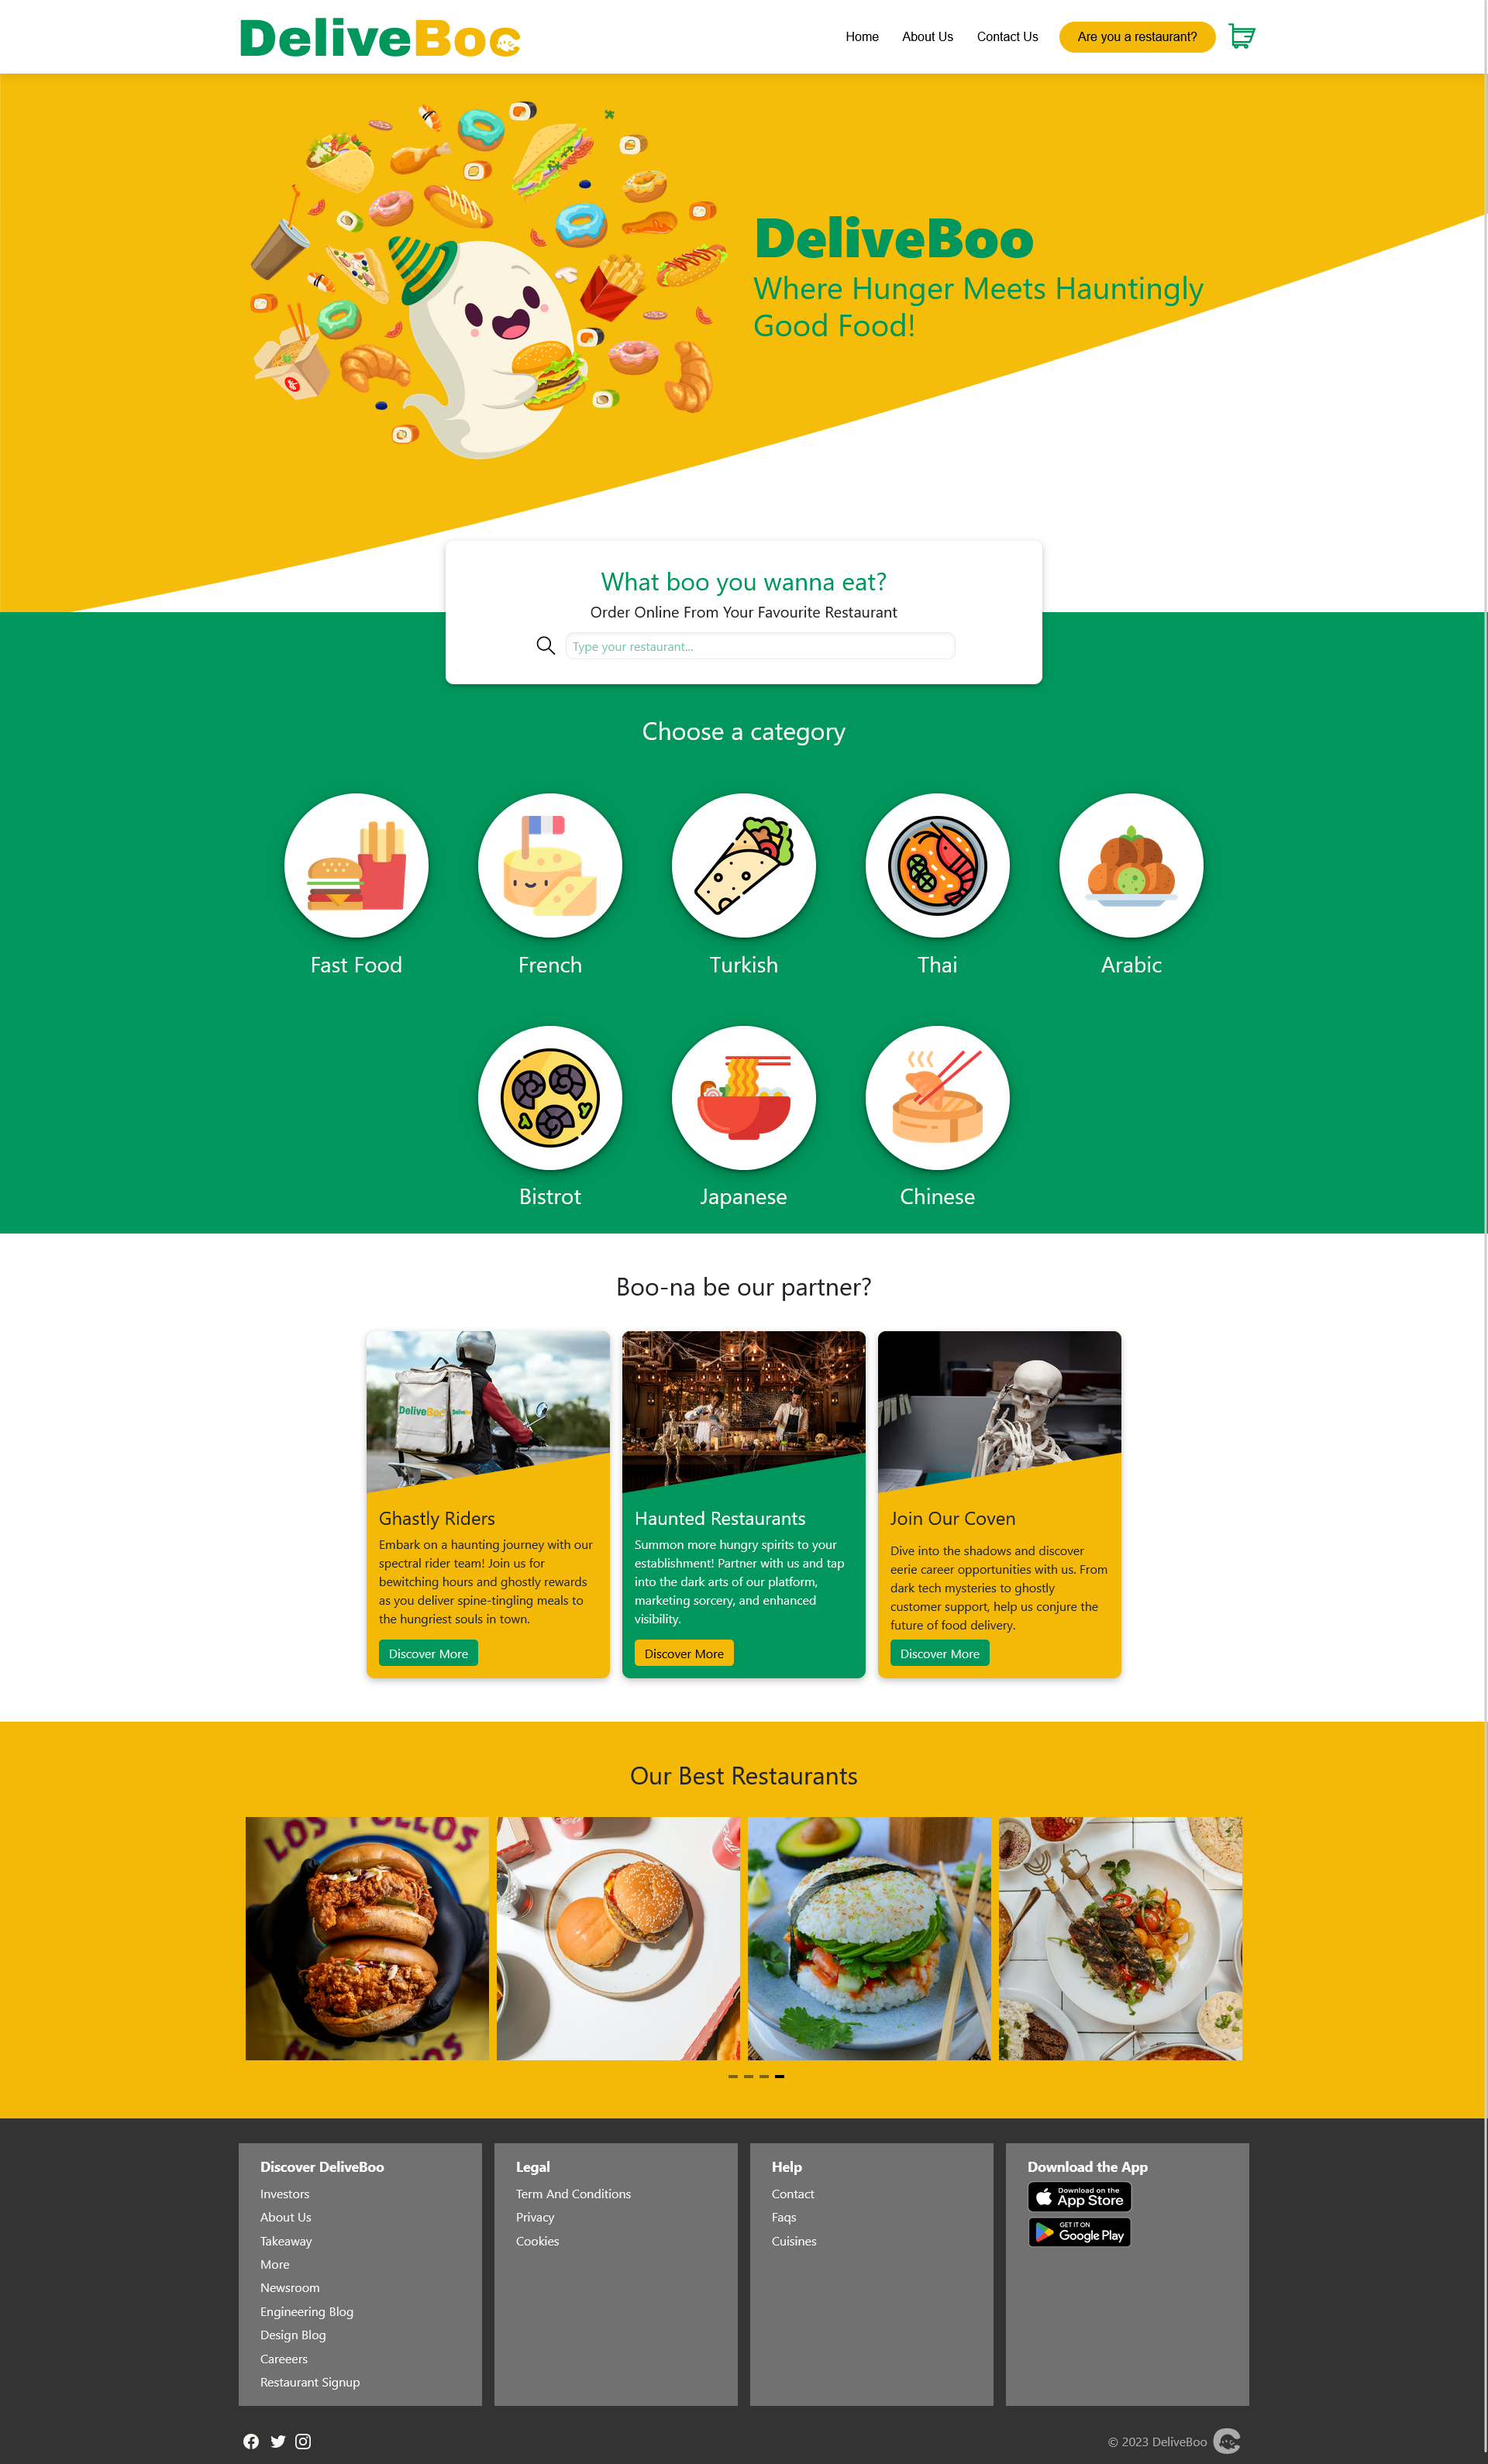 DeliveBoo
Home
About Us
Contact Us
Are you a restaurant?
DeliveBoo
Where Hunger Meets Hauntingly
Good Food!
What boo you wanna eat?
Order Online From Your Favourite Restaurant
Type your restaurant...
Choose a category
Fast Food
French
Turkish
Thai
Arabic
Bistrot
Japanese
Chinese
Boo-na be our partner?
DeliveBoo
DeliveBoo
Ghastly Riders
Embark on a haunting journey with our
spectral rider team! Join us for
bewitching hours and ghostly rewards
as you deliver spine-tingling meals to
the hungriest souls in town.
Discover More
Haunted Restaurants
Summon more hungry spirits to your
establishment! Partner with us and tap
into the dark arts of our platform,
marketing sorcery, and enhanced
visibility.
Discover More
Join Our Coven
Dive into the shadows and discover
eerie career opportunities with us. From
dark tech mysteries to ghostly
customer support, help us conjure the
future of food delivery.
Discover More
Our Best Restaurants
LOS POLLOS
Discover DeliveBoo
Investors
About Us
Takeaway
More
Newsroom
Engineering Blog
Design Blog
Careeers
Restaurant Signup
Legal
Term And Conditions
Privacy
Cookies
Help
Contact
Faqs
Cuisines
Download the App
Download on the
App Store
GET IT ON
Google Play
© 2023 DeliveBoo